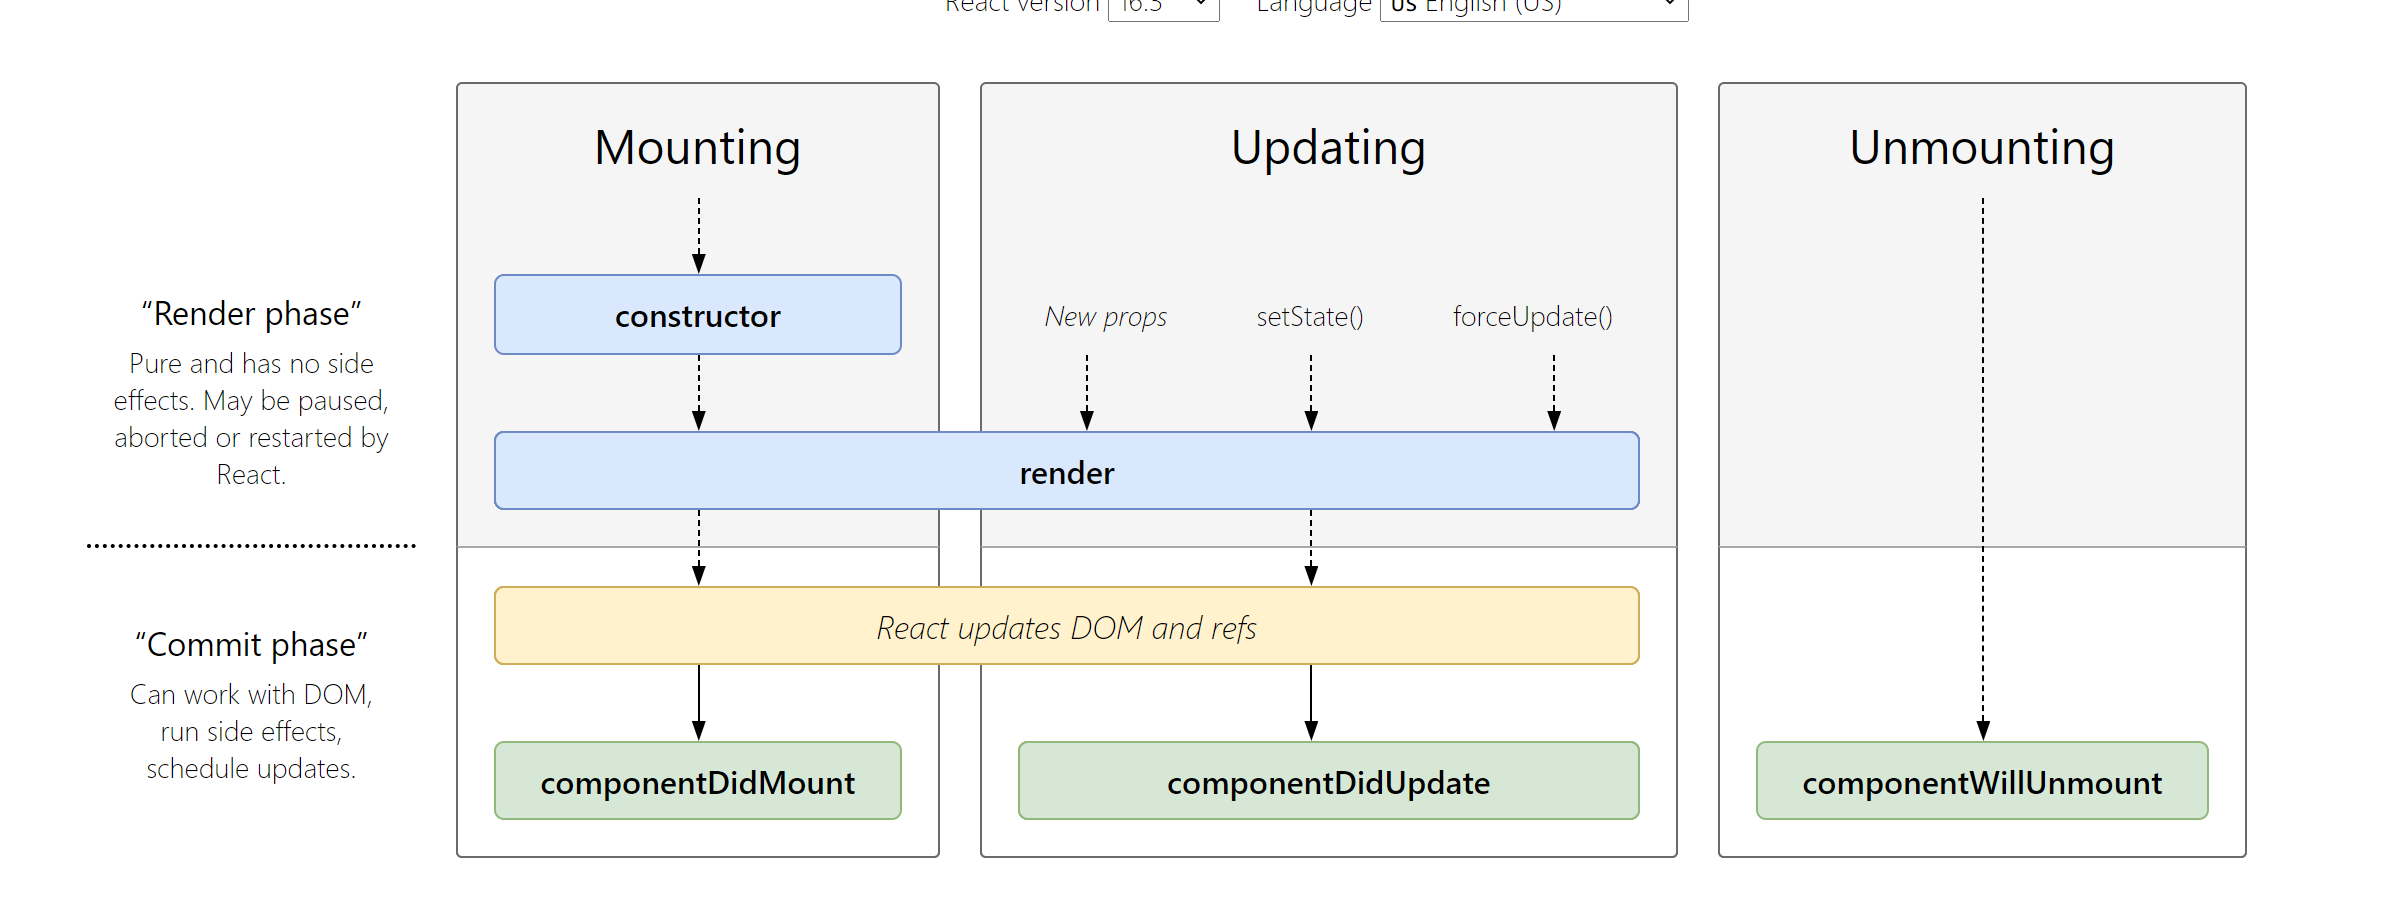 React version 16.3 Language US English (US)
Mounting
Updating
Unmounting
“Render phase”
Pure and has no side
effects. May be paused,
aborted or restarted by
React.
constructor
New props
setState()
forceUpdate()
render
“Commit phase”
Can work with DOM,
run side effects,
schedule updates.
React updates DOM and refs
componentDidMount
componentDidUpdate
componentWillUnmount